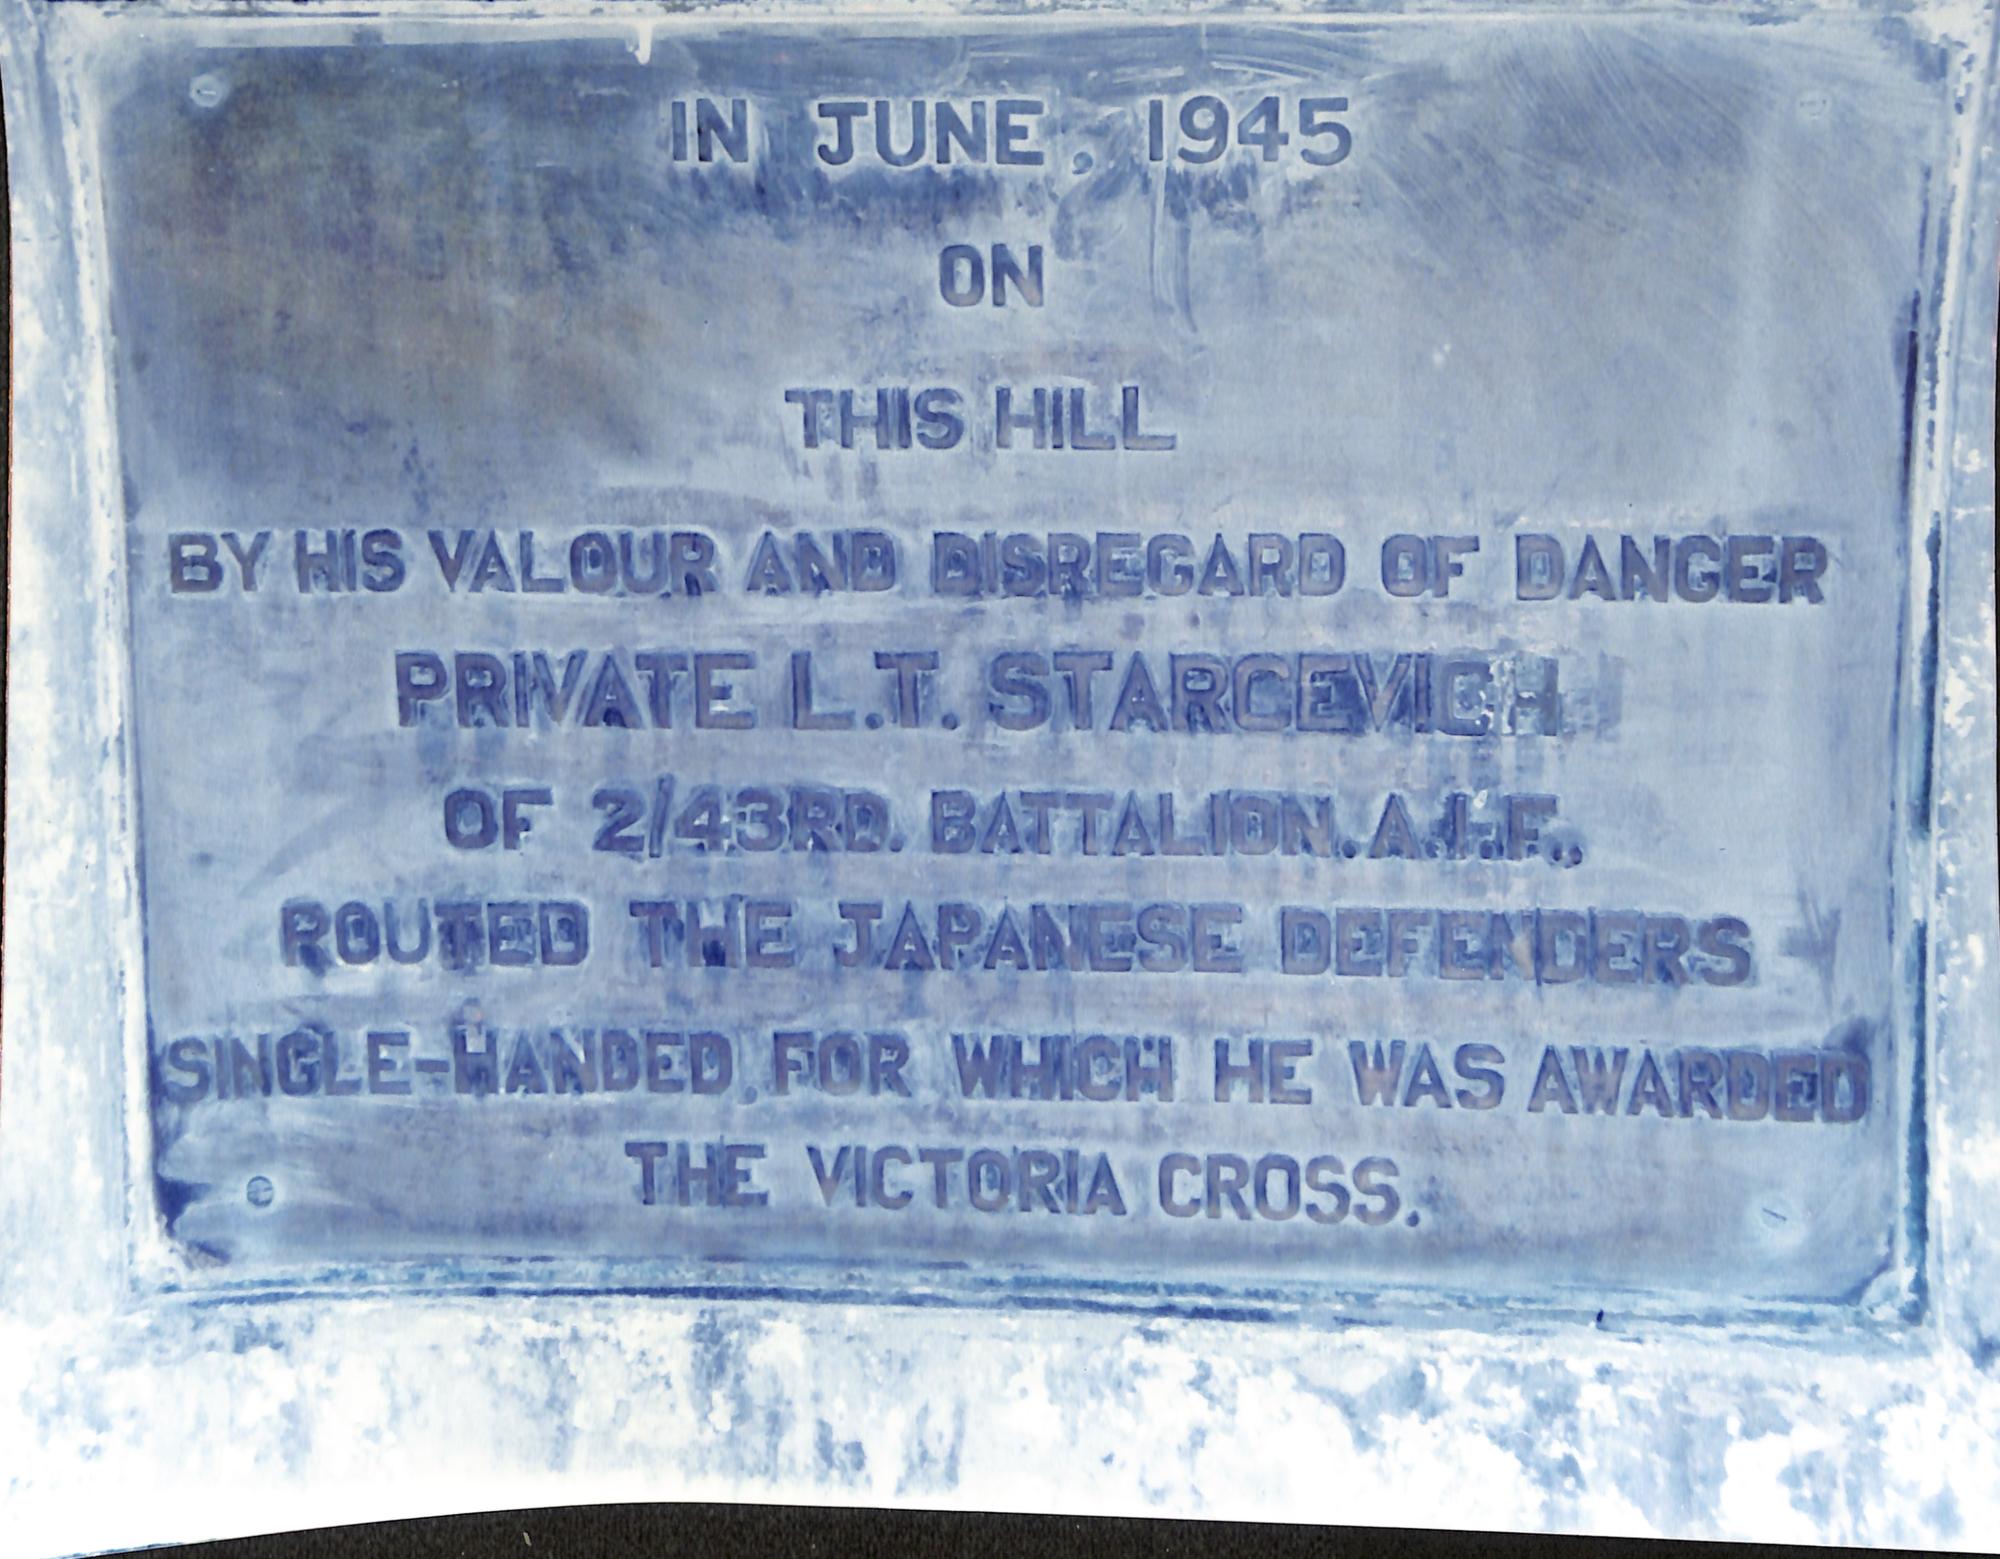 IN JUNE, 1945
ON
THIS HILL
BY HIS VALOUR AND DISREGARD OF DANGER
PRIVATE L.T. STARCEVICH
OF 2/43RD. BATTALION. A.I.F.,
ROUTED THE JAPANESE DEFENDERS
SINGLE-HANDED, FOR WHICH HE WAS AWARDED
THE VICTORIA CROSS.